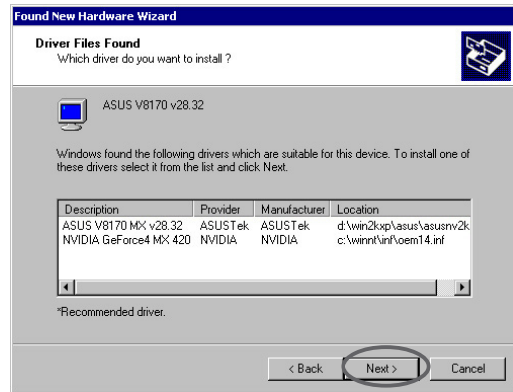 Found New Hardware Wizard
Driver Files Found
Which driver do you want to install ?
ASUS V8170 v28.32
Windows found the following drivers which are suitable for this device. To install one of
these drivers select it from the list and click Next.
Description Provider Manufacturer Location
ASUS V8170 MX v28.32 ASUSTek ASUSTek d:\win2kxp\asus\asusnv2k
NVIDIA GeForce4 MX 420 NVIDIA NVIDIA c:\winnt\inf\oem14.inf
*Recommended driver.
< Back Next > Cancel